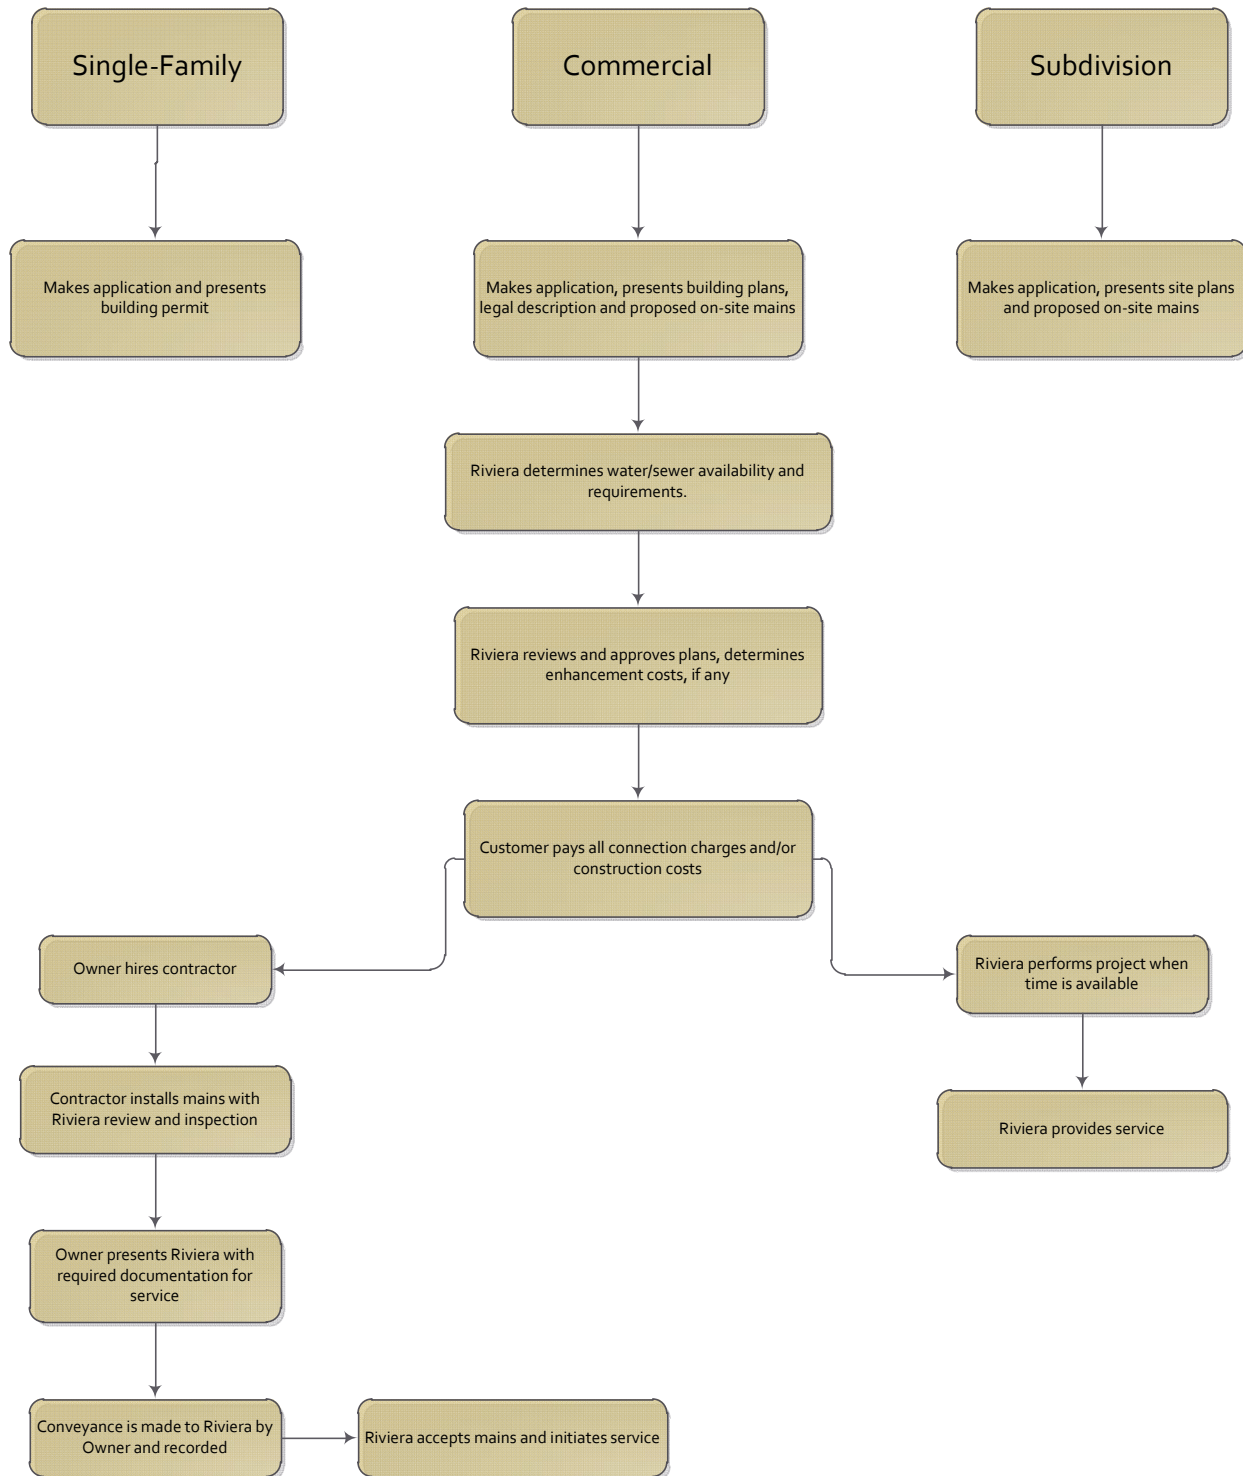 Single-Family
Commercial
Subdivision
Makes application and presents
building permit
Makes application, presents building plans,
legal description and proposed on-site mains
Makes application, presents site plans
and proposed on-site mains
Riviera determines water/sewer availability and
requirements.
Riviera reviews and approves plans, determines
enhancement costs, if any
Customer pays all connection charges and/or
construction costs
Owner hires contractor
Riviera performs project when
time is available
Contractor installs mains with
Riviera review and inspection
Riviera provides service
Owner presents Riviera with
required documentation for
service
Conveyance is made to Riviera by
Owner and recorded
Riviera accepts mains and initiates service